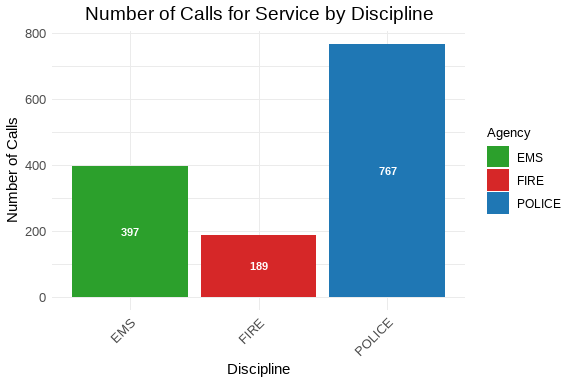 Number of Calls for Service by Discipline
Number of Calls
800
600
400
200
0
397
189
767
EMS
FIRE
POLICE
Discipline
Agency
EMS
FIRE
POLICE